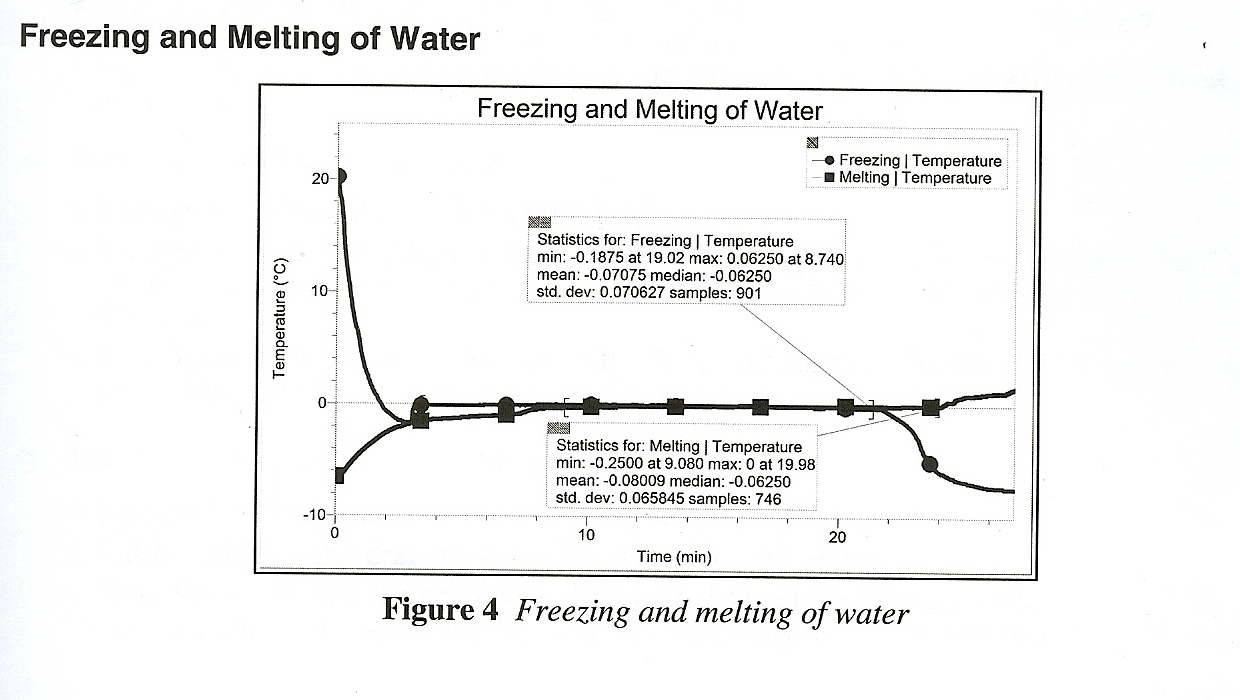 Freezing and Melting of Water
Freezing and Melting of Water
Freezing | Temperature
Melting | Temperature
20
Statistics for: Freezing | Temperature
min: -0.1875 at 19.02 max: 0.06250 at 8.740
mean: -0.07075 median: -0.06250
std. dev: 0.070627 samples: 901
10
Temperature (°C)
0
Statistics for: Melting | Temperature
min: -0.2500 at 9.080 max: 0 at 19.98
mean: -0.08009 median: -0.06250
std. dev: 0.065845 samples: 746
-10
0 10 20
Time (min)
Figure 4 Freezing and melting of water